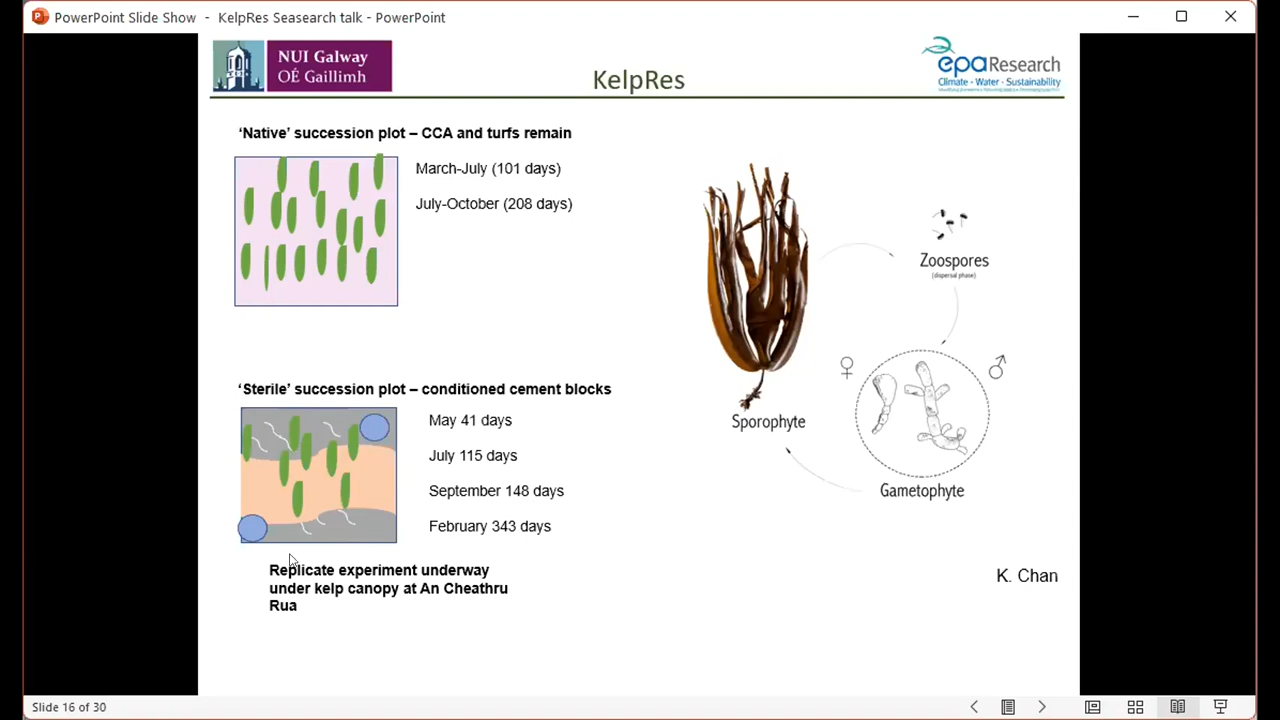 PowerPoint Slide Show - KelpRes Seasearch talk - PowerPoint
NUI Galway
OÉ Gaillimh
KelpRes
epaResearch
Climate • Water • Sustainability
‘Native’ succession plot – CCA and turfs remain
March-July (101 days)
July-October (208 days)
Zoospores
(dispersal phase)
♀
♂
Sporophyte
Gametophyte
‘Sterile’ succession plot – conditioned cement blocks
May 41 days
July 115 days
September 148 days
February 343 days
Replicate experiment underway
under kelp canopy at An Cheathru
Rua
K. Chan
Slide 16 of 30